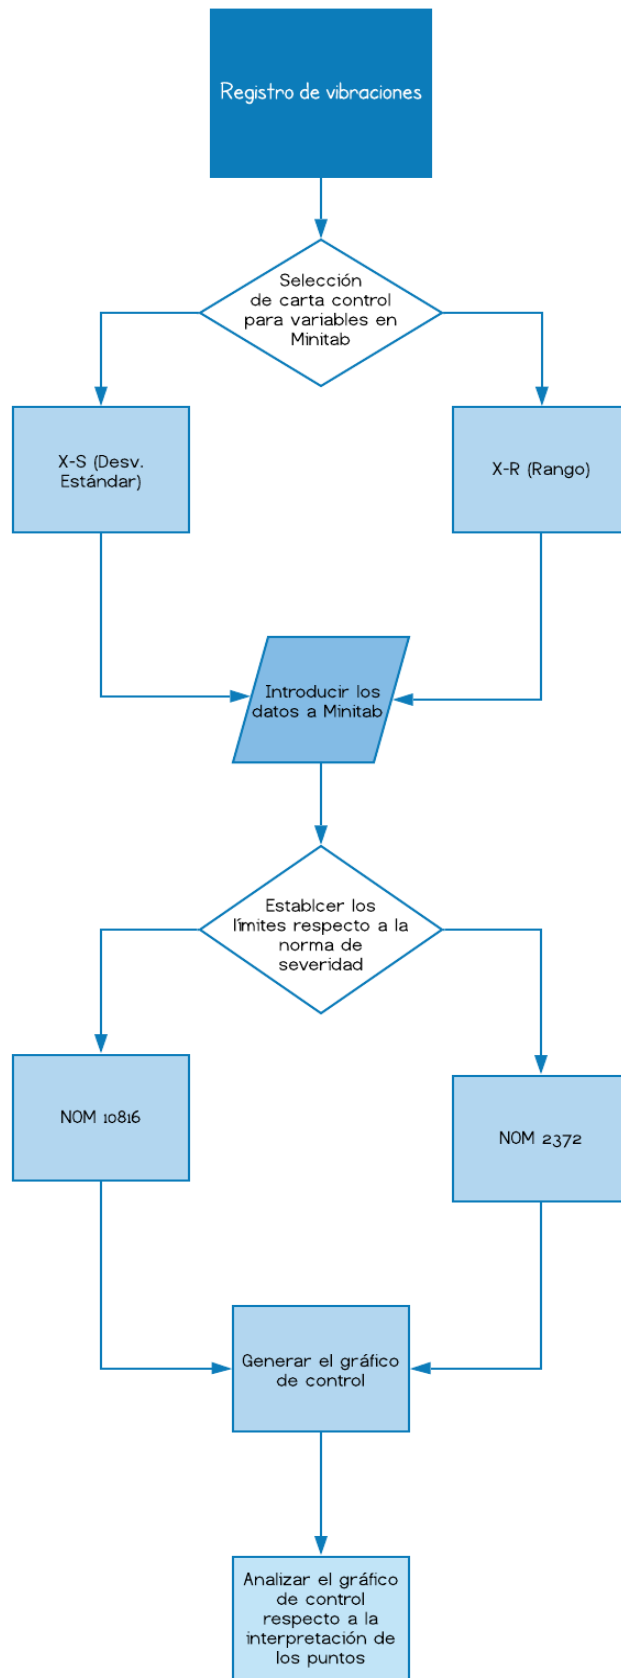 Registro de vibraciones
Selección
de carta control
para variables en
Minitab
X-S (Desv.
Estándar)
X-R (Rango)
Introducir los
datos a Minitab
Establcer los
límites respecto a la
norma de
severidad
NOM 10816
NOM 2372
Generar el gráfico
de control
Analizar el gráfico
de control
respecto a la
interpretación de
los puntos